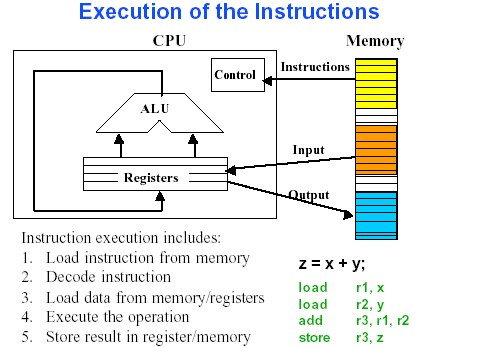 Execution of the Instructions
CPU
Memory
Control
Instructions
ALU
Input
Registers
Output
Instruction execution includes:
1. Load instruction from memory
2. Decode instruction
3. Load data from memory/registers
4. Execute the operation
5. Store result in register/memory
z = x + y;
load r1, x
load r2, y
add r3, r1, r2
store r3, z